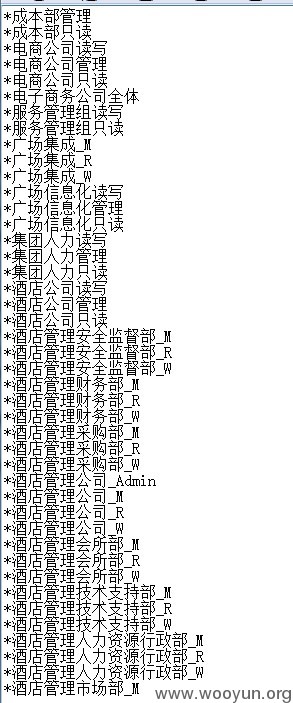 *成本部管理
*成本部只读
*电商公司读写
*电商公司管理
*电商公司只读
*电子商务公司全体
*服务管理组读写
*服务管理组只读
*广场集成_M
*广场集成_R
*广场集成_W
*广场信息化读写
*广场信息化管理
*广场信息化只读
*集团人力读写
*集团人力管理
*集团人力只读
*酒店公司读写
*酒店公司管理
*酒店公司只读
*酒店管理安全监督部_M
*酒店管理安全监督部_R
*酒店管理安全监督部_W
*酒店管理财务部_M
*酒店管理财务部_R
*酒店管理财务部_W
*酒店管理采购部_M
*酒店管理采购部_R
*酒店管理采购部_W
*酒店管理公司_Admin
*酒店管理公司_M
*酒店管理公司_R
*酒店管理公司_W
*酒店管理会所部_M
*酒店管理会所部_R
*酒店管理会所部_W
*酒店管理技术支持部_M
*酒店管理技术支持部_R
*酒店管理技术支持部_W
*酒店管理人力资源行政部_M
*酒店管理人力资源行政部_R
*酒店管理人力资源行政部_W
*酒店管理市场部_M
www.wooyun.org